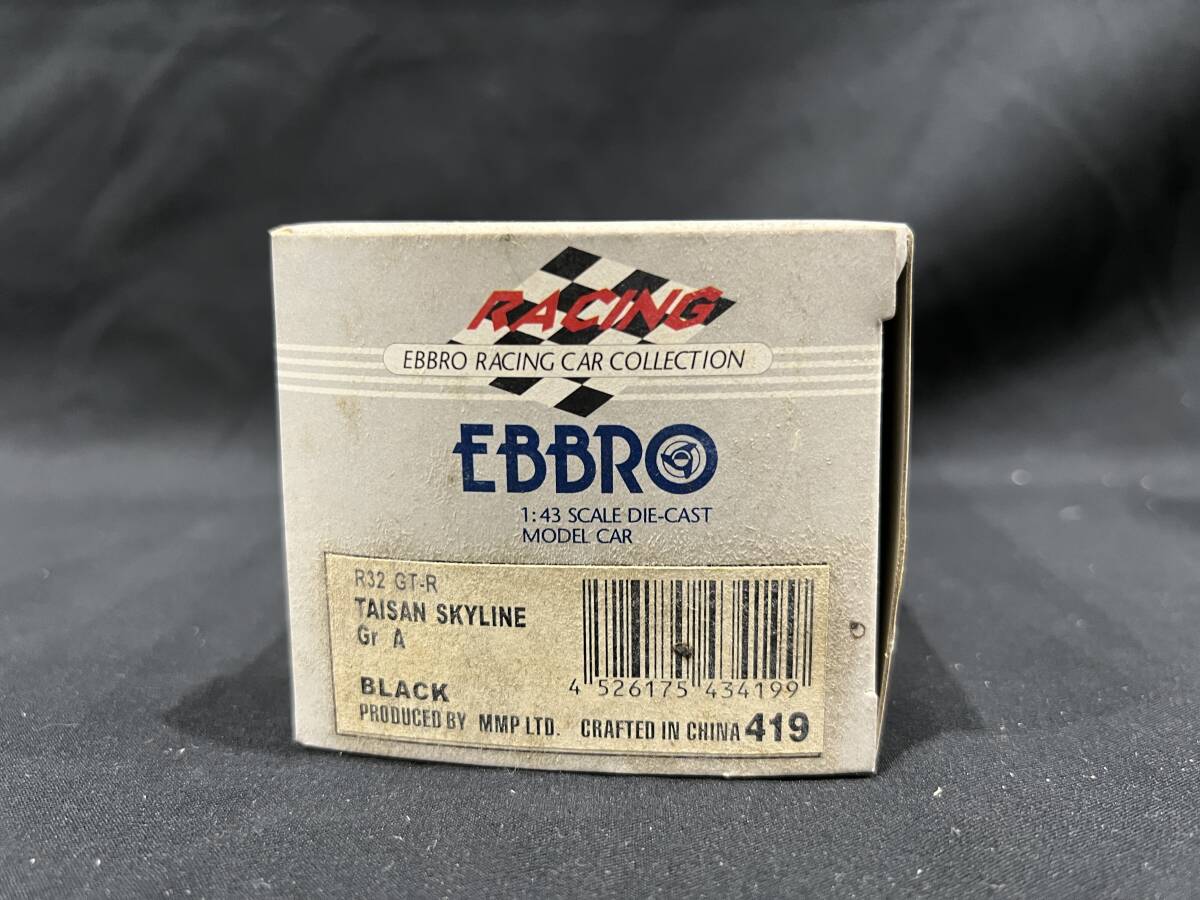 RACING
EBBRO RACING CAR COLLECTION
EBBRO
1:43 SCALE DIE-CAST
MODEL CAR
R32 GT-R
TAISAN SKYLINE
Gr A
BLACK
4 526175 434199
PRODUCED BY MMP LTD. CRAFTED IN CHINA 419